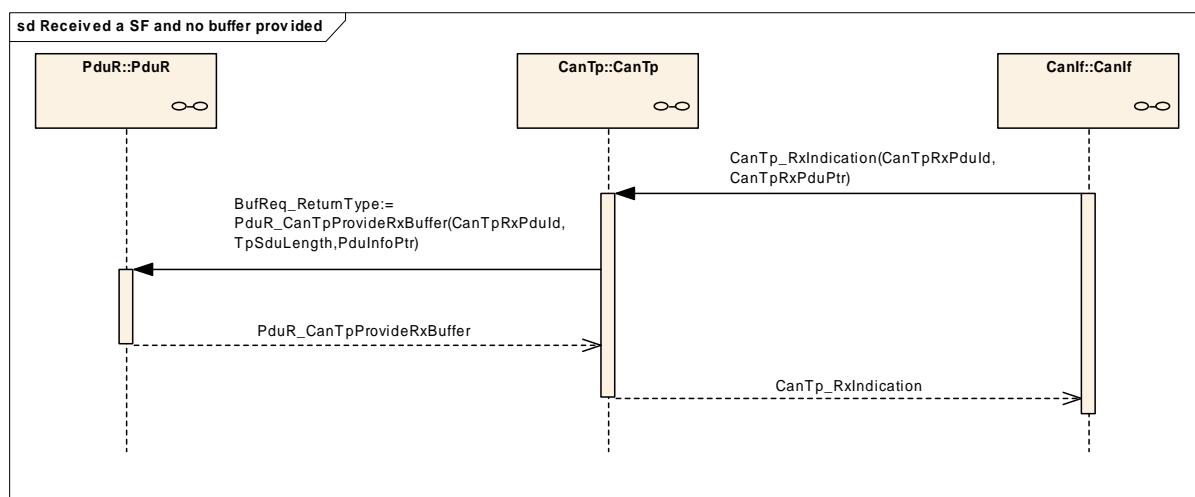 sd Received a SF and no buffer provided
PduR::PduR
CanTp::CanTp
CanIf::CanIf
CanTp_RxIndication(CanTpRxPduId,
CanTpRxPduPtr)
BufReq_ReturnType:=
PduR_CanTpProvideRxBuffer(CanTpRxPduId,
TpSduLength,PduInfoPtr)
PduR_CanTpProvideRxBuffer
CanTp_RxIndication